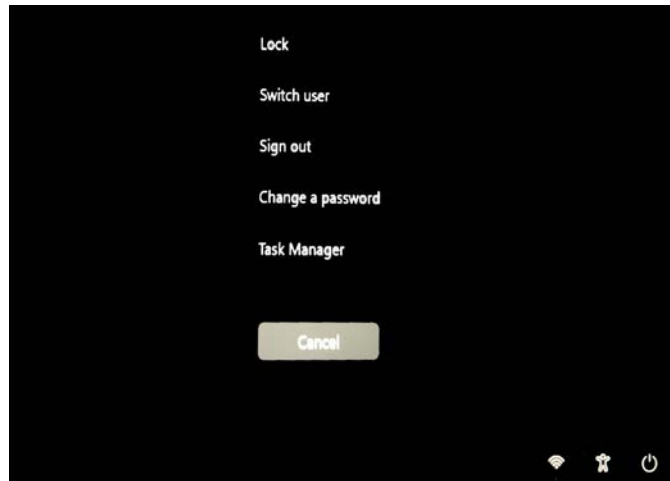 Lock
Switch user
Sign out
Change a password
Task Manager
Cancel